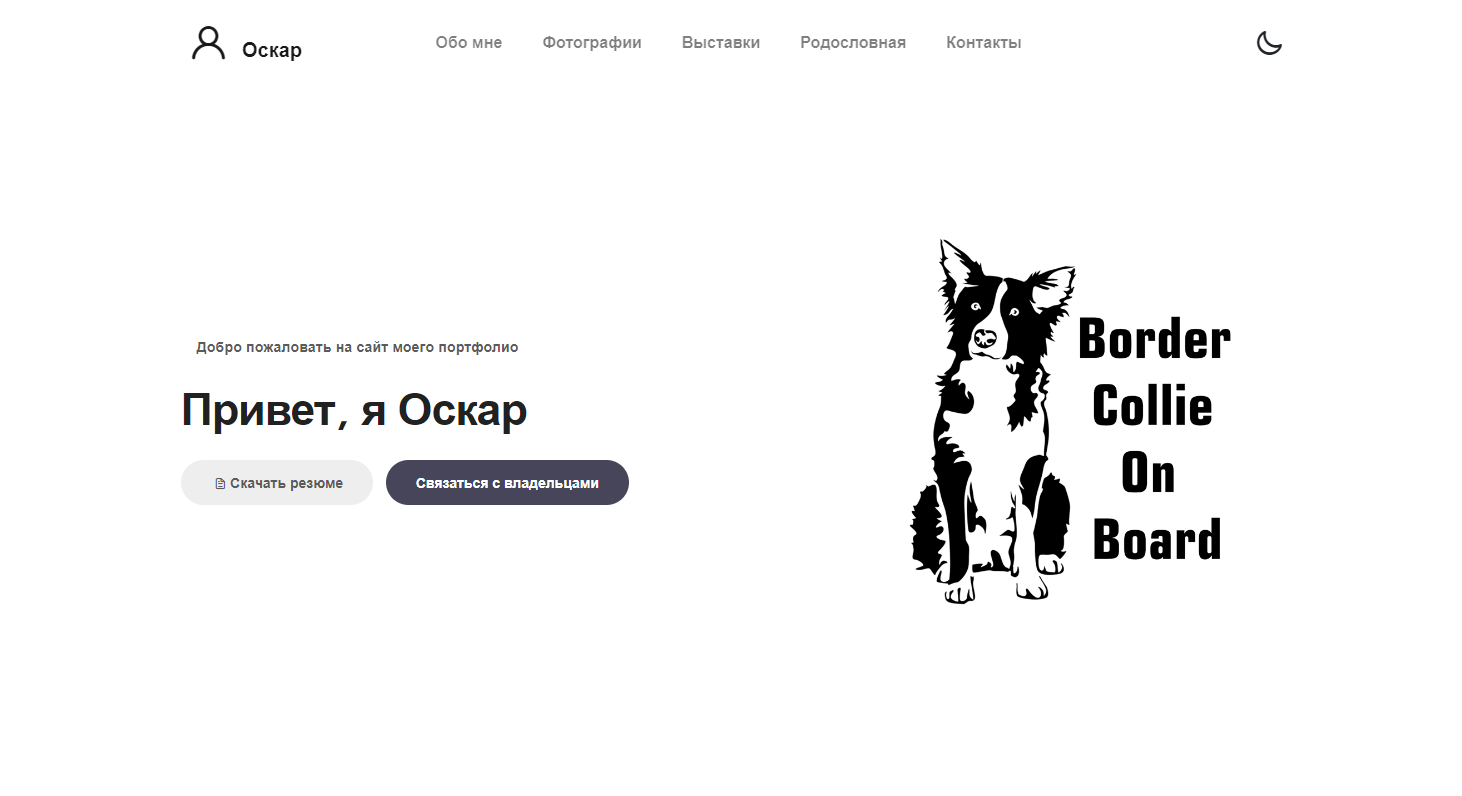 Оскар
Обо мне
Фотографии
Выставки
Родословная
Контакты
Добро пожаловать на сайт моего портфолио
Привет, я Оскар
Скачать резюме
Связаться с владельцами
Border
Collie
On
Board